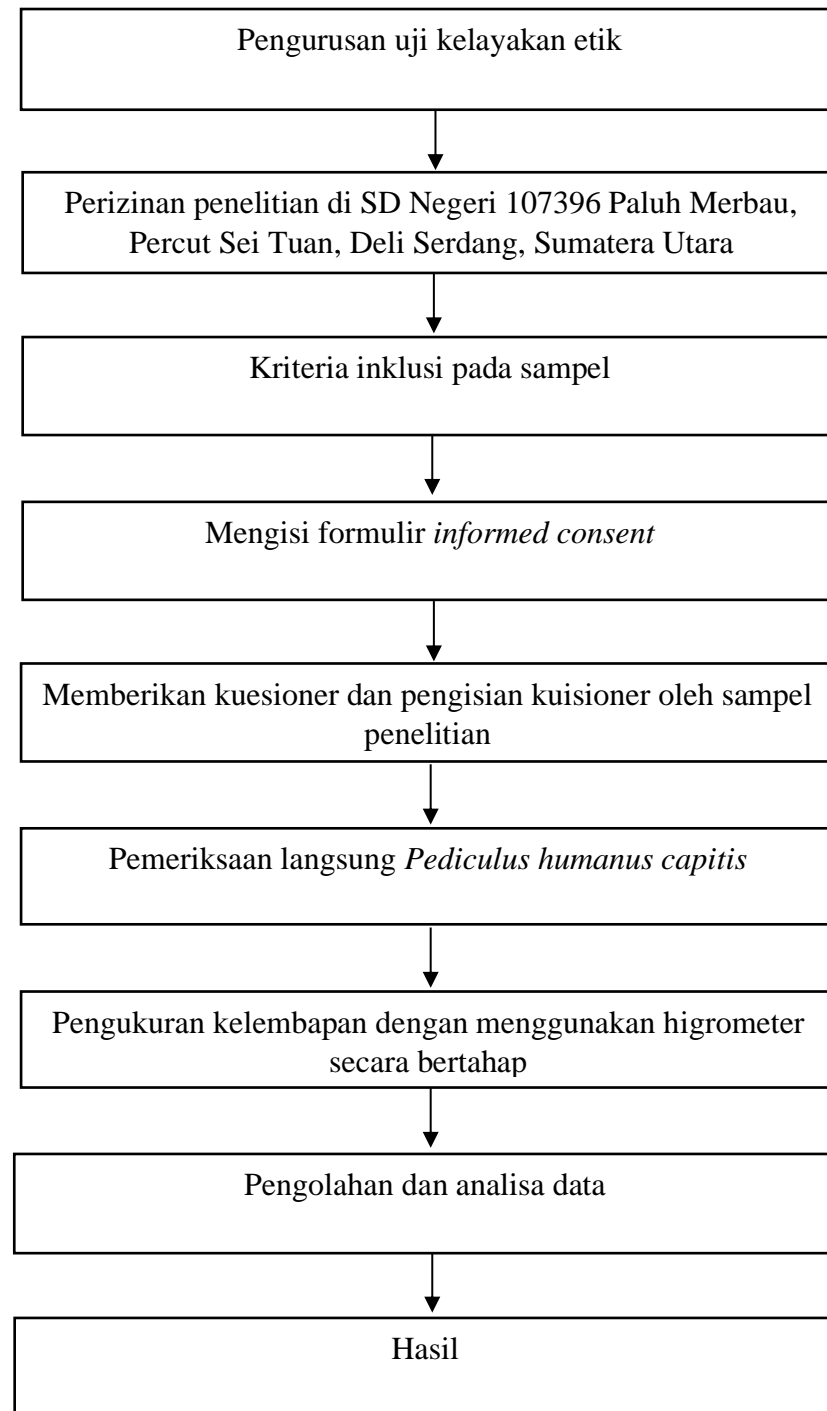 Pengurusan uji kelayakan etik
Perizinan penelitian di SD Negeri 107396 Paluh Merbau,
Percut Sei Tuan, Deli Serdang, Sumatera Utara
Kriteria inklusi pada sampel
Mengisi formulir informed consent
Memberikan kuesioner dan pengisian kuisioner oleh sampel
penelitian
Pemeriksaan langsung Pediculus humanus capitis
Pengukuran kelembapan dengan menggunakan higrometer
secara bertahap
Pengolahan dan analisa data
Hasil